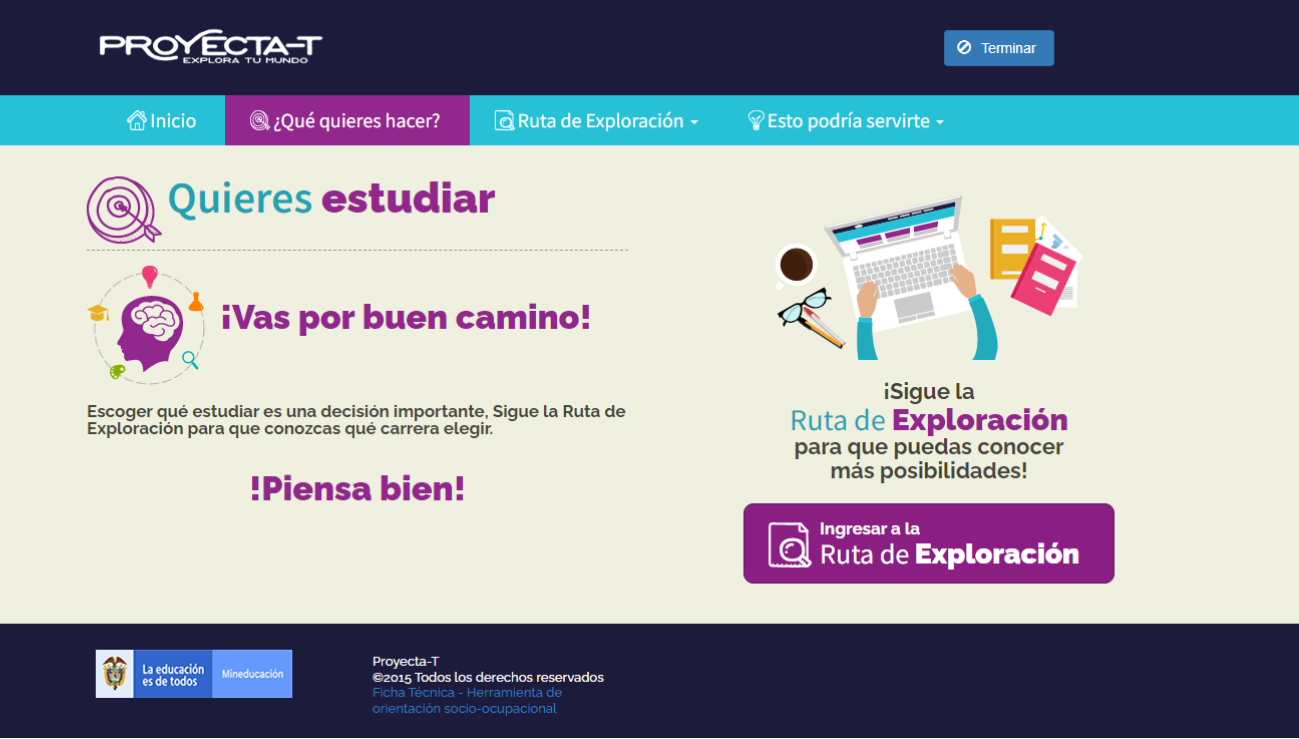 PROYECTA-T
EXPLORA TU MUNDO
Terminar
Inicio
¿Qué quieres hacer?
Ruta de Exploración
Esto podría servirte
Quieres estudiar
¡Vas por buen camino!
Escoger qué estudiar es una decisión importante, Sigue la Ruta de
Exploración para que conozcas qué carrera elegir.
!Piensa bien!
¡Sigue la
Ruta de Exploración
para que puedas conocer
más posibilidades!
Ingresar a la
Ruta de Exploración
La educación
es de todos
Mineducación
Proyecta-T
©2015 Todos los derechos reservados
Ficha Técnica - Herramienta de
orientación socio-ocupacional